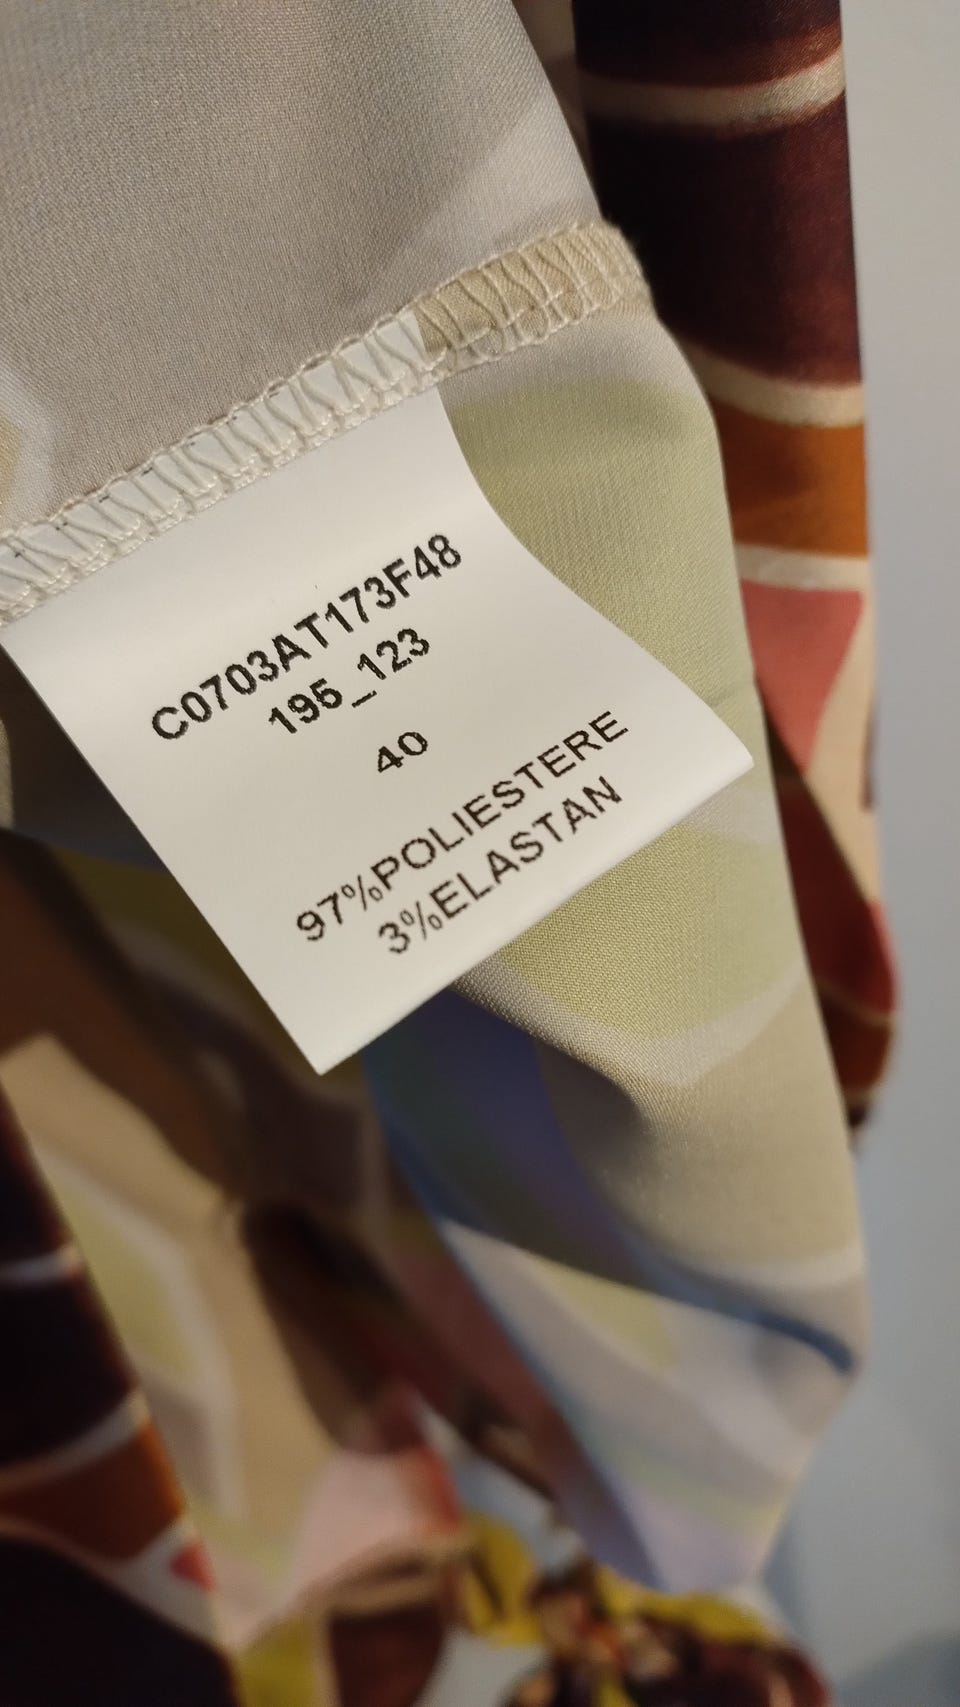 C0703AT173F48
195_123
40
97%POLIESTERE
3%ELASTAN